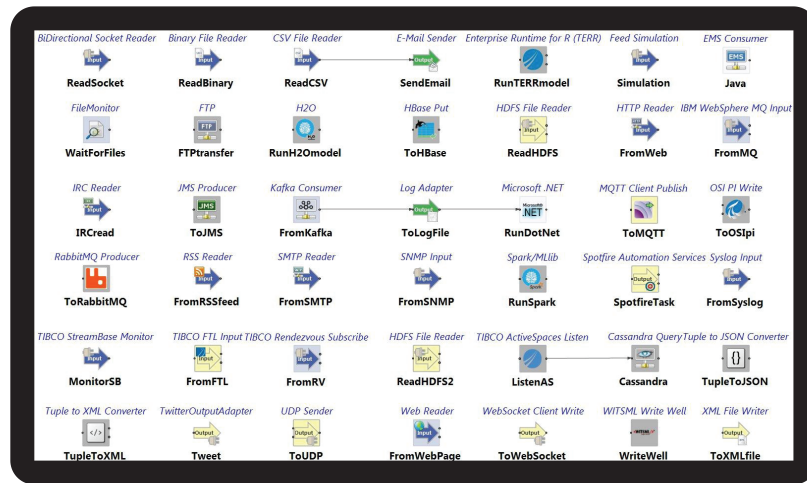 BiDirectional Socket Reader Binary File Reader CSV File Reader E-Mail Sender Enterprise Runtime for R (TERR) Feed Simulation EMS Consumer
Input Input Input Output Input EMS
ReadSocket ReadBinary ReadCSV SendEmail RunTERRmodel Simulation Java
FileMonitor FTP H2O HBase Put HDFS File Reader HTTP Reader IBM WebSphere MQ Input
FTP Input Input Input
WaitForFiles FTPtransfer RunH2Omodel ToHBase ReadHDFS FromWeb FromMQ
IRC Reader JMS Producer Kafka Consumer Log Adapter Microsoft .NET MQTT Client Publish OSI PI Write
Input JMS Output Microsoft .NET
IRCread ToJMS FromKafka ToLogFile RunDotNet ToMQTT ToOSIpi
RabbitMQ Producer RSS Reader SMTP Reader SNMP Input Spark/MLlib Spotfire Automation Services Syslog Input
Input Input Input Spark Output Input
ToRabbitMQ FromRSSfeed FromSMTP FromSNMP RunSpark SpotfireTask FromSyslog
TIBCO StreamBase Monitor TIBCO FTL Input TIBCO Rendezvous Subscribe HDFS File Reader TIBCO ActiveSpaces Listen Cassandra Query Tuple to JSON Converter
Input Input Input Input {}
MonitorSB FromFTL FromRV ReadHDFS2 ListenAS Cassandra TupleToJSON
Tuple to XML Converter TwitterOutputAdapter UDP Sender Web Reader WebSocket Client Write WITSML Write Well XML File Writer
</> Output Output Input Output WITSML Output
TupleToXML Tweet ToUDP FromWebPage ToWebSocket WriteWell ToXMLfile